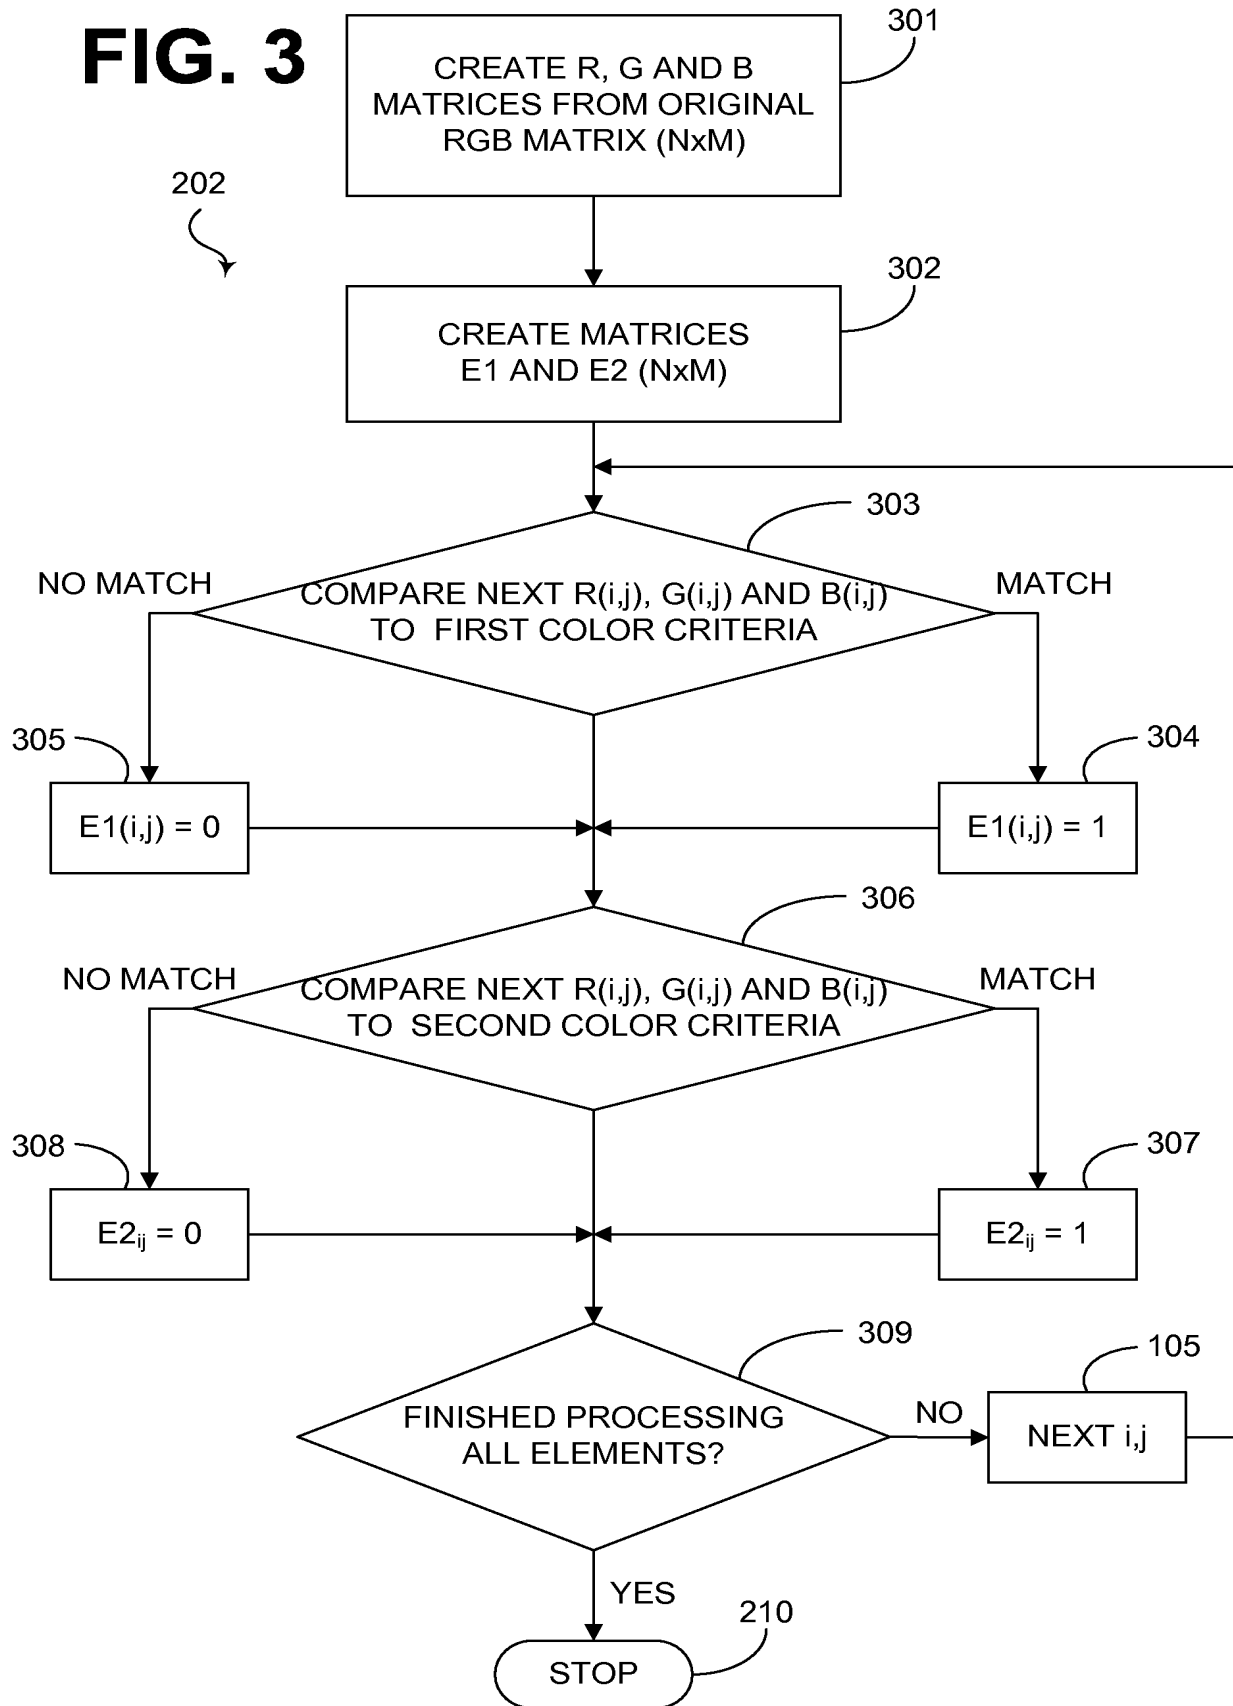 FIG. 3
301
CREATE R, G AND B
MATRICES FROM ORIGINAL
RGB MATRIX (NxM)
202
302
CREATE MATRICES
E1 AND E2 (NxM)
303
NO MATCH
MATCH
COMPARE NEXT R(i,j), G(i,j) AND B(i,j)
TO FIRST COLOR CRITERIA
305
304
E1(i,j) = 0
E1(i,j) = 1
306
NO MATCH
MATCH
COMPARE NEXT R(i,j), G(i,j) AND B(i,j)
TO SECOND COLOR CRITERIA
308
307
E2ij = 0
E2ij = 1
309
105
FINISHED PROCESSING
ALL ELEMENTS?
NO
NEXT i,j
YES
210
STOP